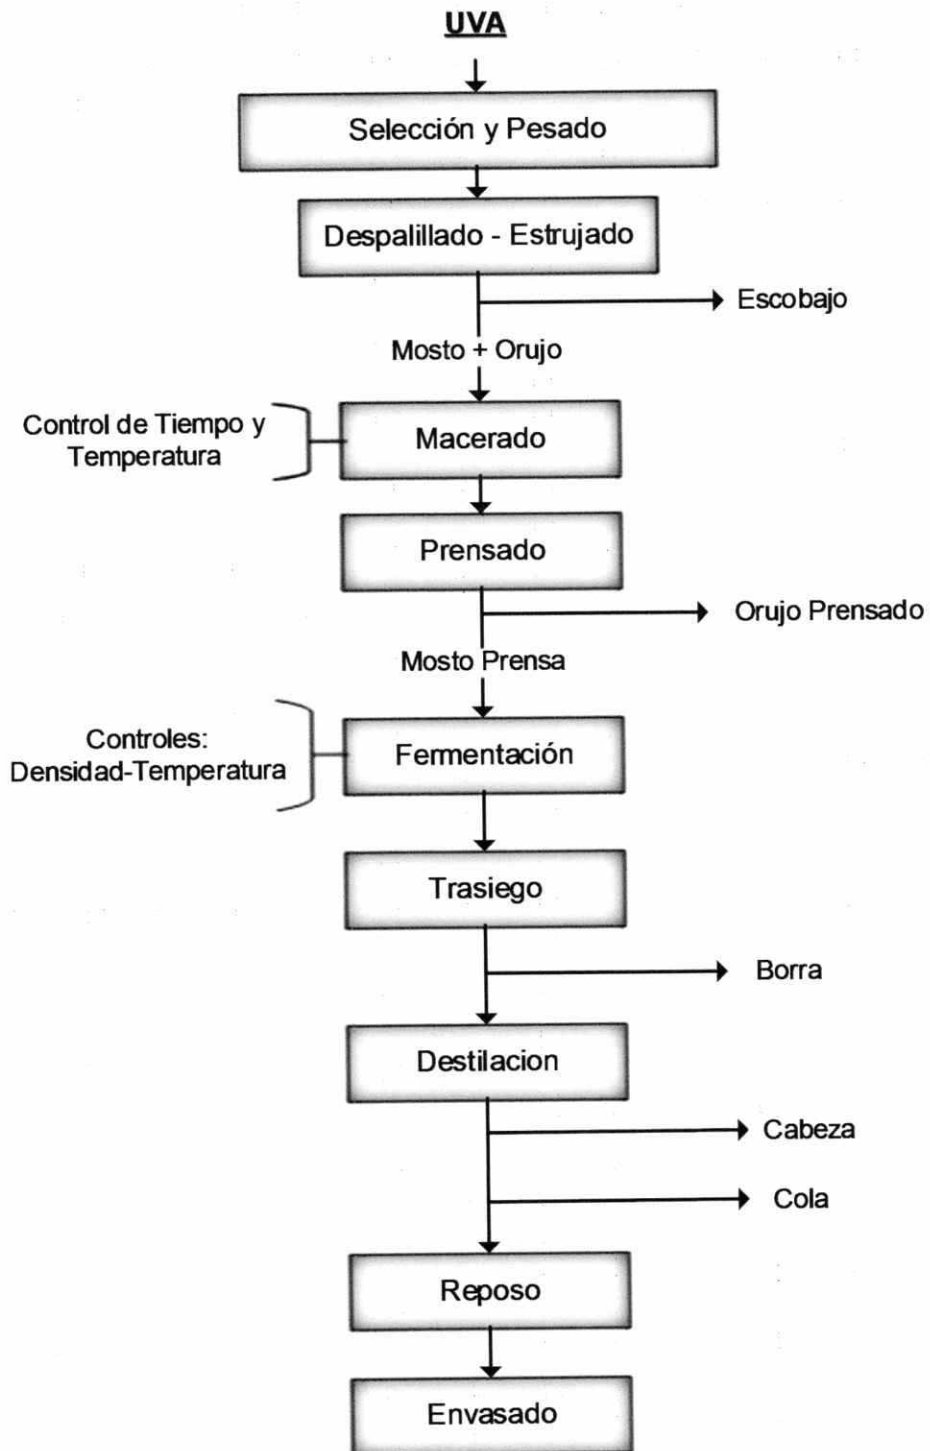 UVA
Selección y Pesado
Despalillado - Estrujado
Escobajo
Mosto + Orujo
Control de Tiempo y
Temperatura
Macerado
Prensado
Orujo Prensado
Mosto Prensa
Controles:
Densidad-Temperatura
Fermentación
Trasiego
Borra
Destilacion
Cabeza
Cola
Reposo
Envasado